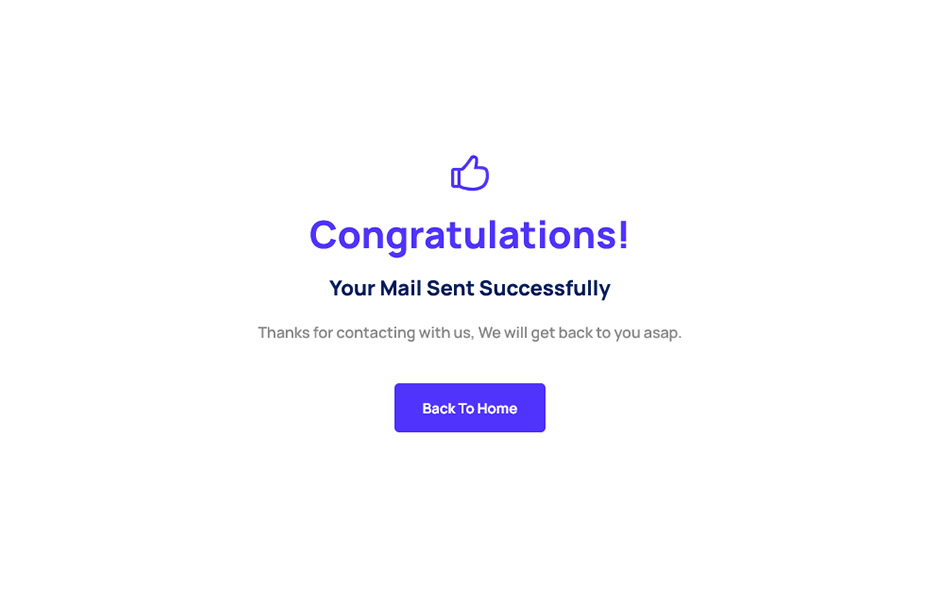 Congratulations!
Your Mail Sent Successfully
Thanks for contacting with us, We will get back to you asap.
Back To Home